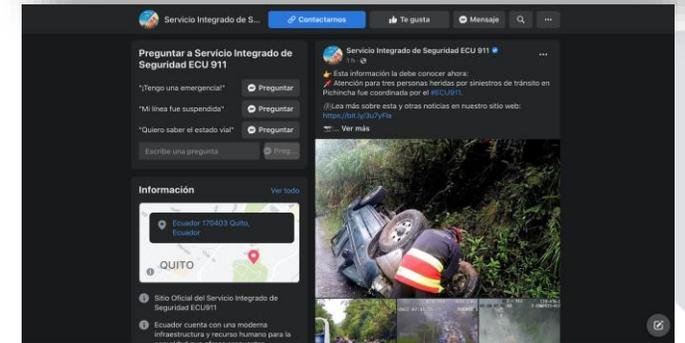 Servicio Integrado de S...
Contactarnos
Te gusta
Mensaje
Preguntar a Servicio Integrado de
Seguridad ECU 911
"¡Tengo una emergencia!"
Preguntar
"Mi línea fue suspendida"
Preguntar
"Quiero saber el estado vial"
Preguntar
Escribe una pregunta
Preg...
Información
Ver todo
Ecuador 170403 Quito,
Ecuador
QUITO
Sitio Oficial del Servicio Integrado de
Seguridad ECU911
Ecuador cuenta con una moderna
infraestructura y recurso humano para la
Servicio Integrado de Seguridad ECU 911
1 h
Esta información la debe conocer ahora:
Atención para tres personas heridas por siniestros de tránsito en
Pichincha fue coordinada por el #ECU911.
Lea más sobre esta y otras noticias en nuestro sitio web:
... Ver más